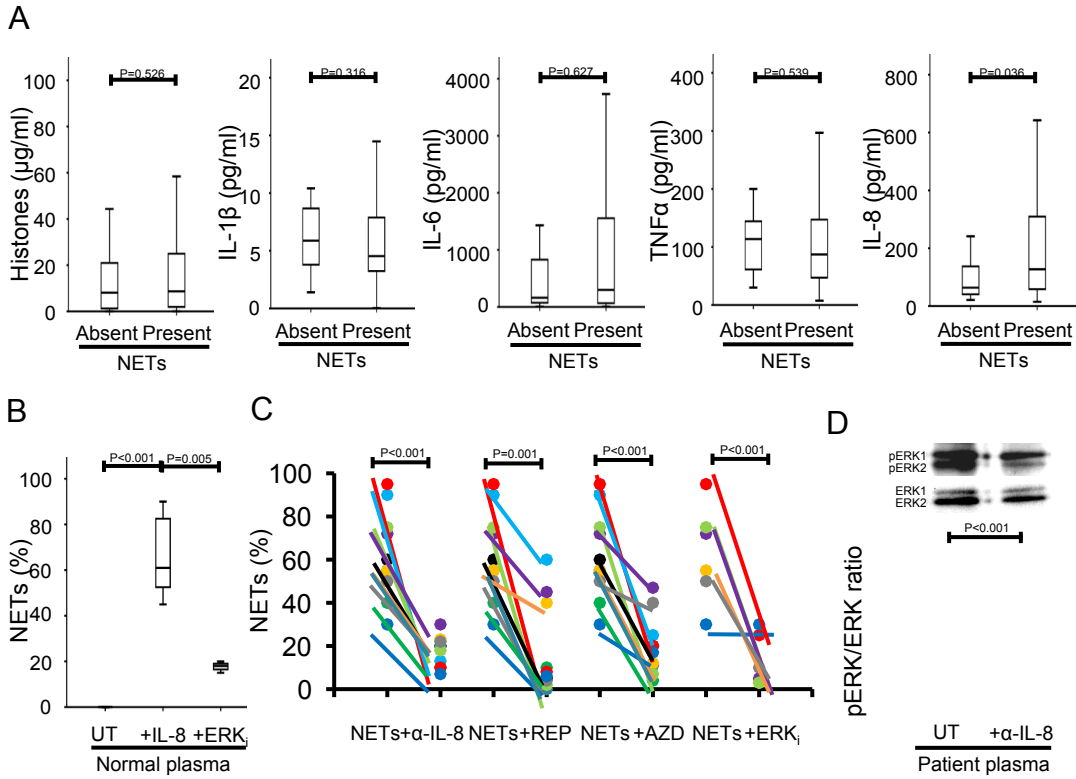 A
P=0.526
P=0.316
P=0.627
P=0.539
P=0.036
Histones (µg/ml)
100
80
60
40
20
0
Absent Present
NETs
IL-1β (pg/ml)
20
15
10
5
0
Absent Present
NETs
IL-6 (pg/ml)
4000
3000
2000
1000
0
Absent Present
NETs
TNFα (pg/ml)
400
300
200
100
0
Absent Present
NETs
IL-8 (pg/ml)
800
600
400
200
0
Absent Present
NETs
B
P<0.001 P=0.005
NETs (%)
100
80
60
40
20
0
UT +IL-8 +ERKi
Normal plasma
C
P<0.001 P=0.001 P<0.001 P<0.001
NETs (%)
100
80
60
40
20
0
NETs+α-IL-8 NETs+REP NETs +AZD NETs +ERKi
D
pERK1
pERK2
ERK1
ERK2
P<0.001
pERK/ERK ratio
UT +α-IL-8
Patient plasma